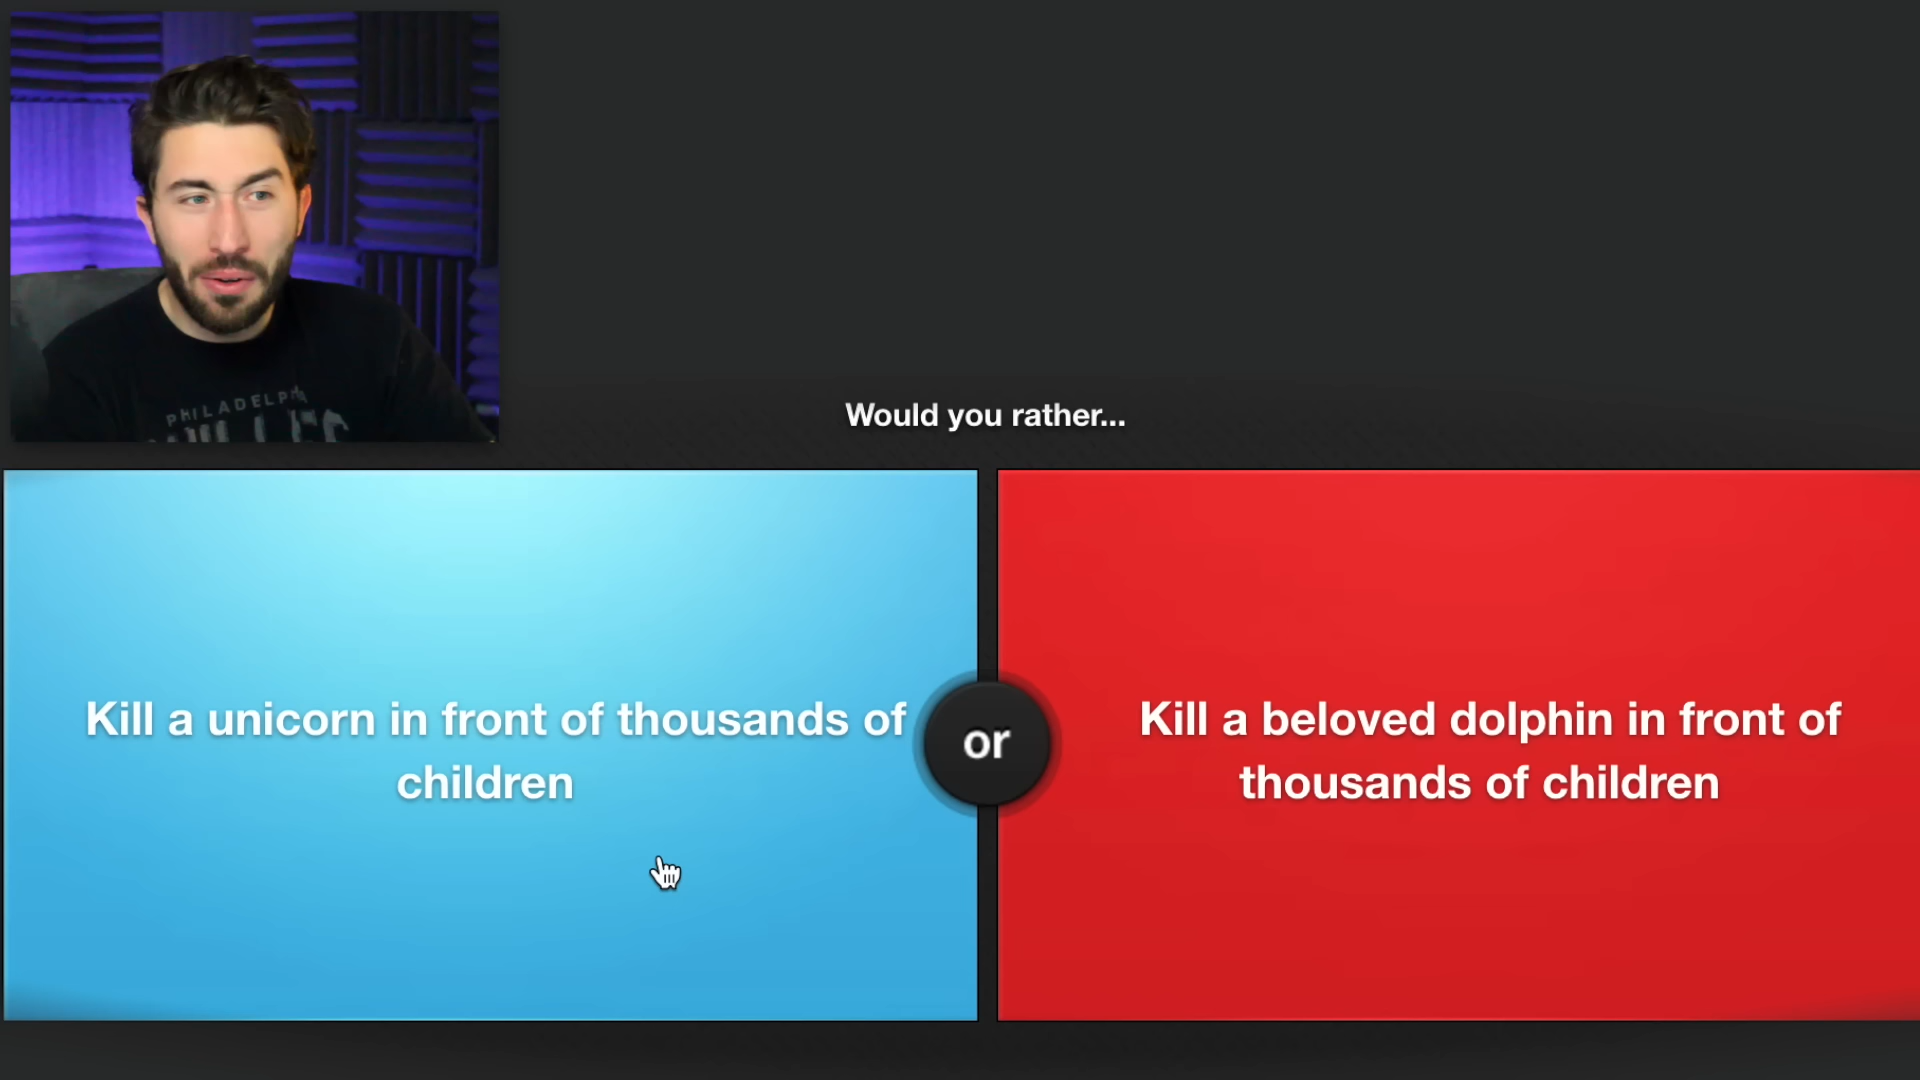 PHILADELPHIA
Would you rather...
Kill a unicorn in front of thousands of
children
or
Kill a beloved dolphin in front of
thousands of children